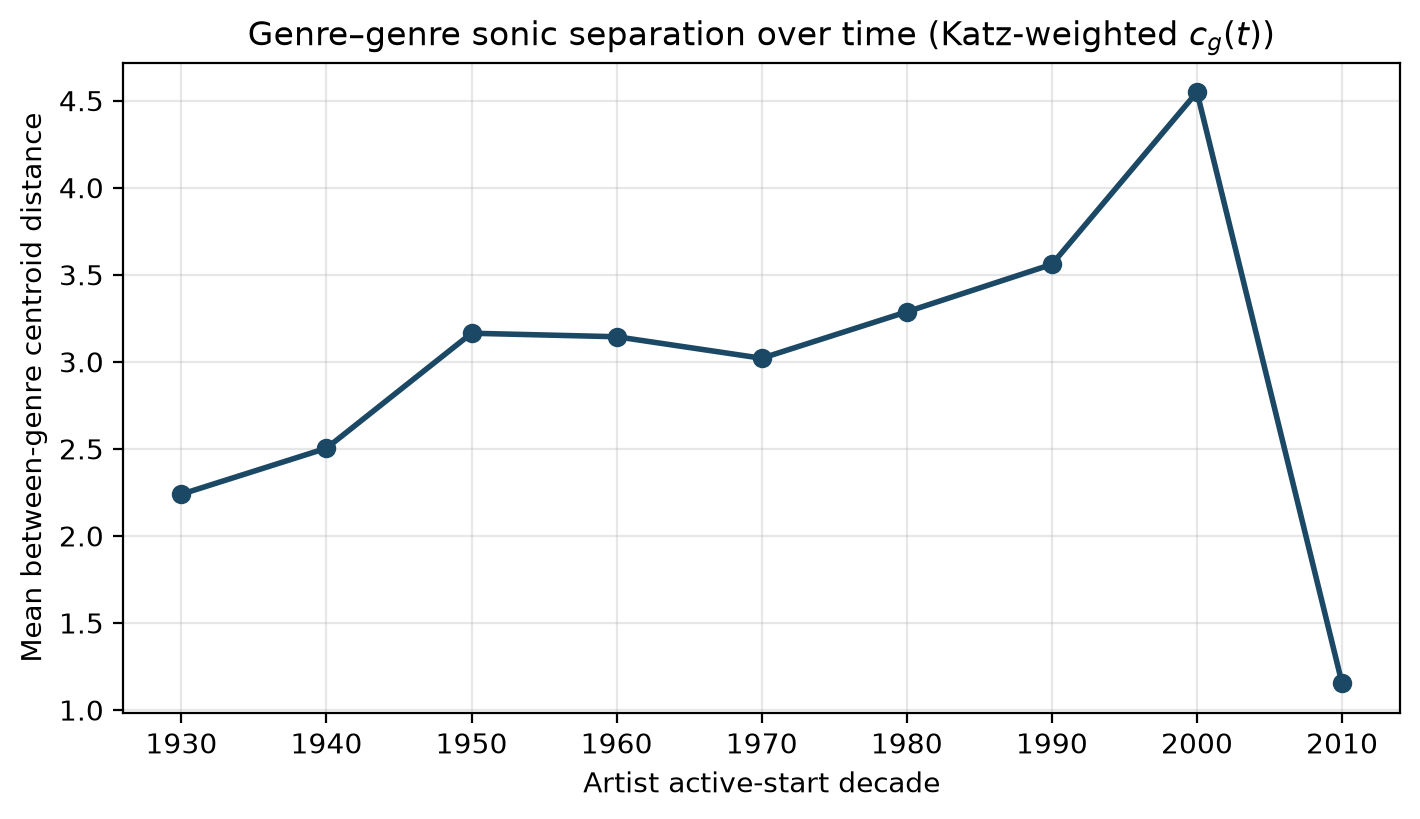 Genre–genre sonic separation over time (Katz-weighted $c_g(t)$)
Mean between-genre centroid distance
4.5
4.0
3.5
3.0
2.5
2.0
1.5
1.0
1930 1940 1950 1960 1970 1980 1990 2000 2010
Artist active-start decade